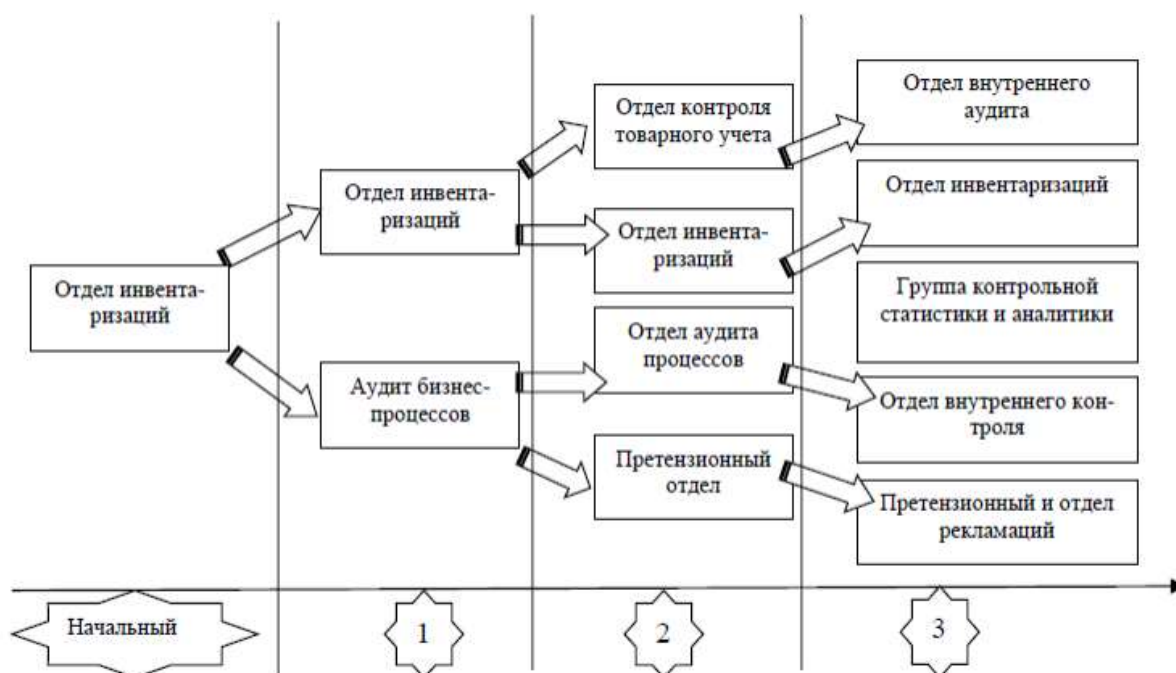 Отдел инвента-
ризаций
Отдел инвента-
ризаций
Аудит бизнес-
процессов
Отдел контроля
товарного учета
Отдел инвента-
ризаций
Отдел аудита
процессов
Претензионный
отдел
Отдел внутреннего
аудита
Отдел инвентаризаций
Группа контрольной
статистики и аналитики
Отдел внутреннего кон-
троля
Претензионный и отдел
рекламаций
Начальный
1
2
3